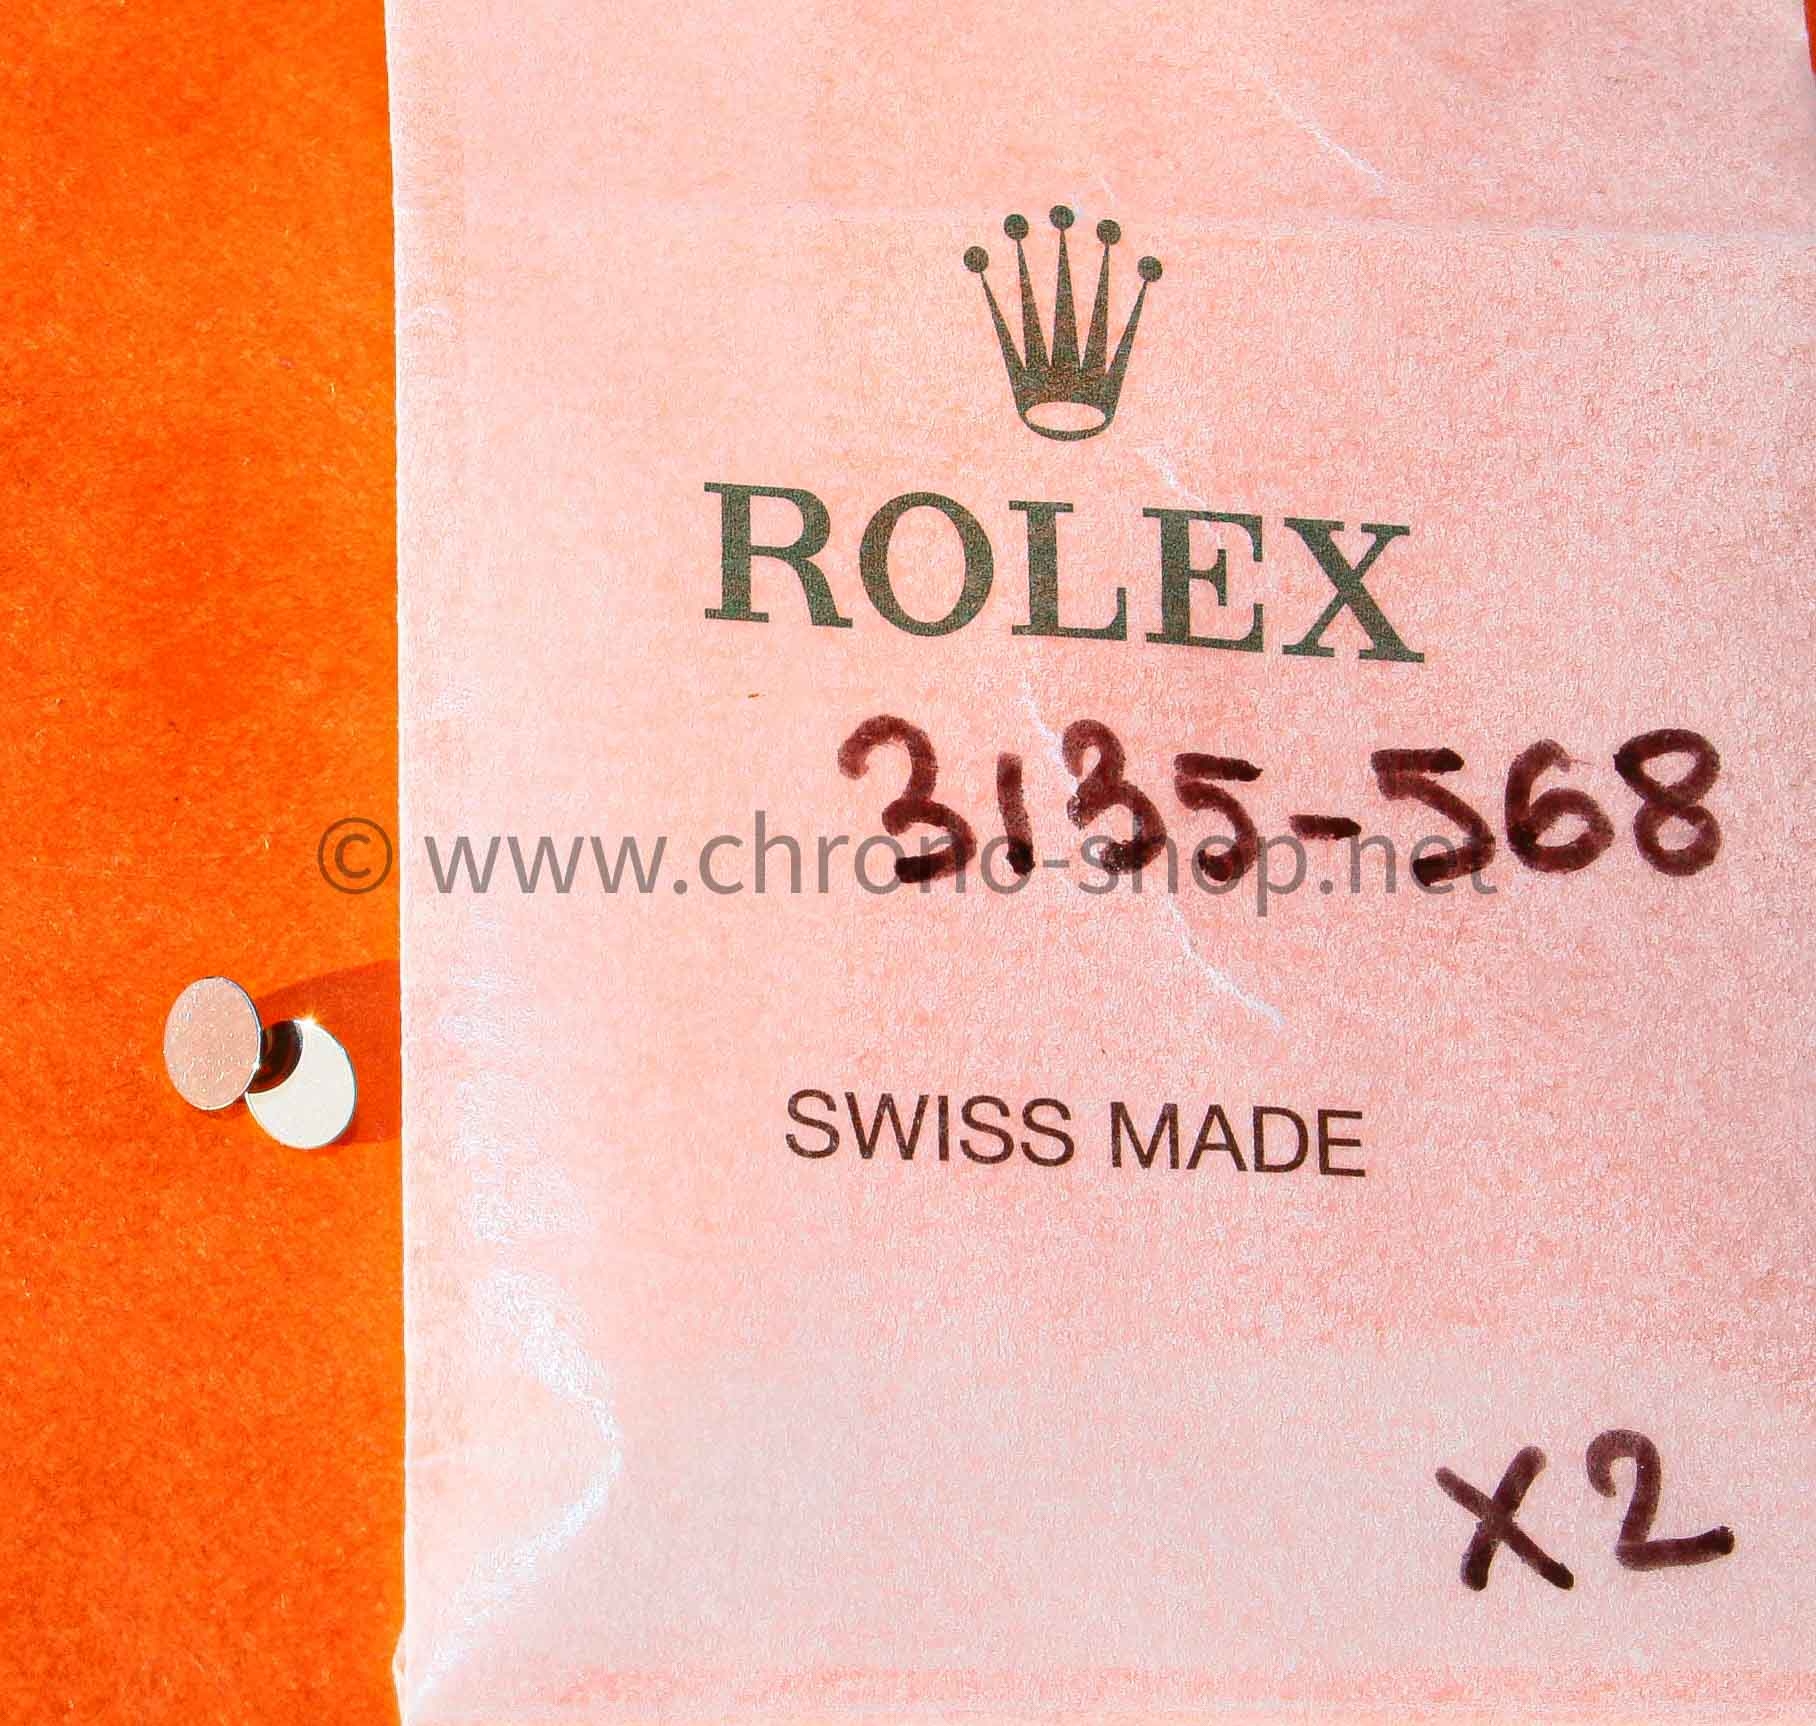 ROLEX
3135-568
© www.chrono-shop.net
SWISS MADE
X2